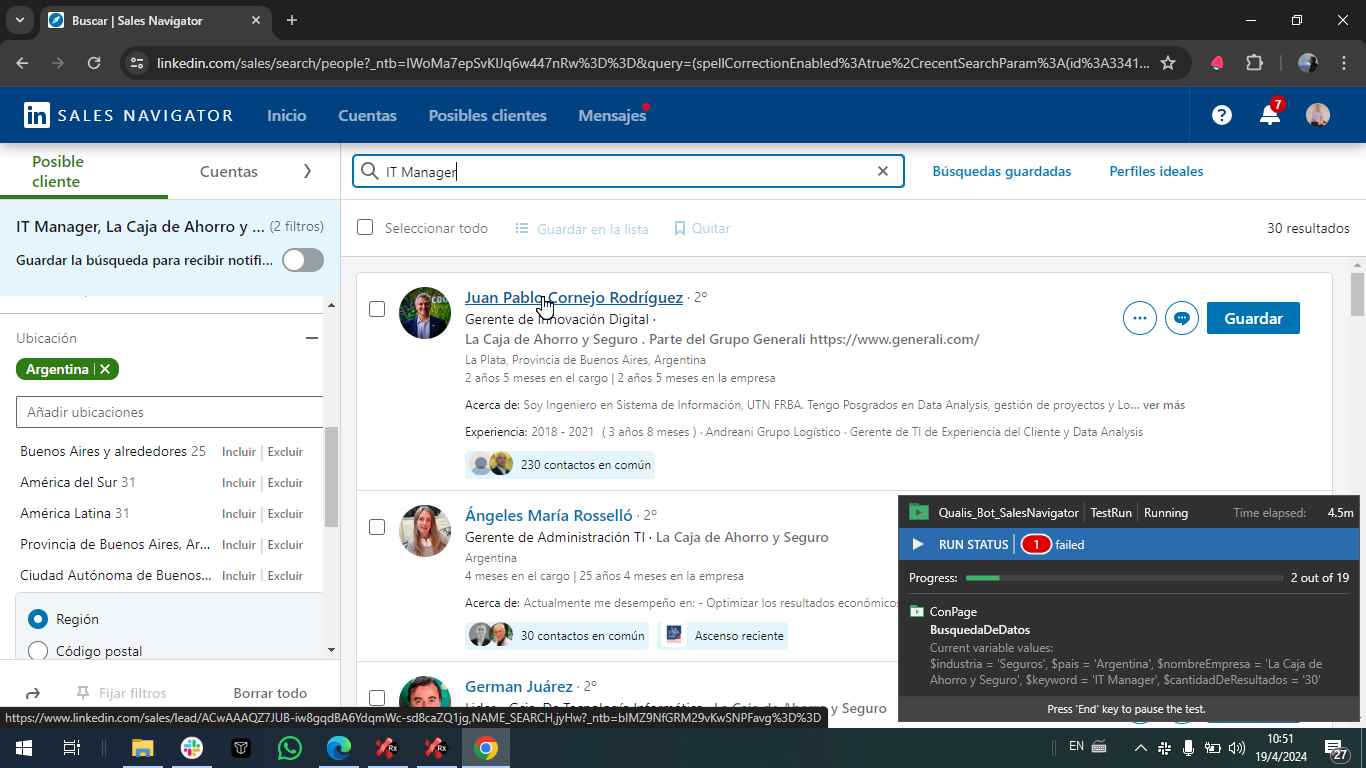 Buscar | Sales Navigator
linkedin.com/sales/search/people?_ntb=IWoMa7epSvKlJq6w447nRw%3D%3D&query=(spellCorrectionEnabled%3Atrue%2CrecentSearchParam%3A(id%3A3341...
in SALES NAVIGATOR
Inicio
Cuentas
Posibles clientes
Mensajes
7
Posible cliente
Cuentas
IT Manager
Búsquedas guardadas
Perfiles ideales
IT Manager, La Caja de Ahorro y ... (2 filtros)
Guardar la búsqueda para recibir notifi...
Seleccionar todo
Guardar en la lista
Quitar
30 resultados
Ubicación
Argentina
Añadir ubicaciones
Buenos Aires y alrededores 25 Incluir | Excluir
América del Sur 31 Incluir | Excluir
América Latina 31 Incluir | Excluir
Provincia de Buenos Aires, Ar... Incluir | Excluir
Ciudad Autónoma de Buenos... Incluir | Excluir
Región
Código postal
Fijar filtros
Borrar todo
Juan Pablo Cornejo Rodríguez · 2º
Gerente de Innovación Digital ·
La Caja de Ahorro y Seguro . Parte del Grupo Generali https://www.generali.com/
La Plata, Provincia de Buenos Aires, Argentina
2 años 5 meses en el cargo | 2 años 5 meses en la empresa
Acerca de: Soy Ingeniero en Sistema de Información, UTN FRBA. Tengo Posgrados en Data Analysis, gestión de proyectos y Lo... ver más
Experiencia: 2018 - 2021 ( 3 años 8 meses ) · Andreani Grupo Logístico · Gerente de TI de Experiencia del Cliente y Data Analysis
230 contactos en común
Guardar
Ángeles María Rosselló · 2º
Gerente de Administración TI · La Caja de Ahorro y Seguro
Argentina
4 meses en el cargo | 25 años 4 meses en la empresa
Acerca de: Actualmente me desempeño en: - Optimizar los resultados económicos
30 contactos en común
Ascenso reciente
German Juárez · 2º
y Seguro
Qualis_Bot_SalesNavigator | TestRun | Running
Time elapsed: 4.5m
RUN STATUS | 1 failed
Progress: 2 out of 19
ConPage
BusquedaDeDatos
Current variable values:
$industria = 'Seguros', $pais = 'Argentina', $nombreEmpresa = 'La Caja de
Ahorro y Seguro', $keyword = 'IT Manager', $cantidadDeResultados = '30'
Press 'End' key to pause the test.
https://www.linkedin.com/sales/lead/ACwAAAQZ7JUB-iw8gqdBA6YdqmWc-sd8caZQ1jg,NAME_SEARCH,jyHw?_ntb=bIMZ9NfGRM29vKwSNPFavg%3D%3D
Rx
Rx
EN
10:51
19/4/2024
27